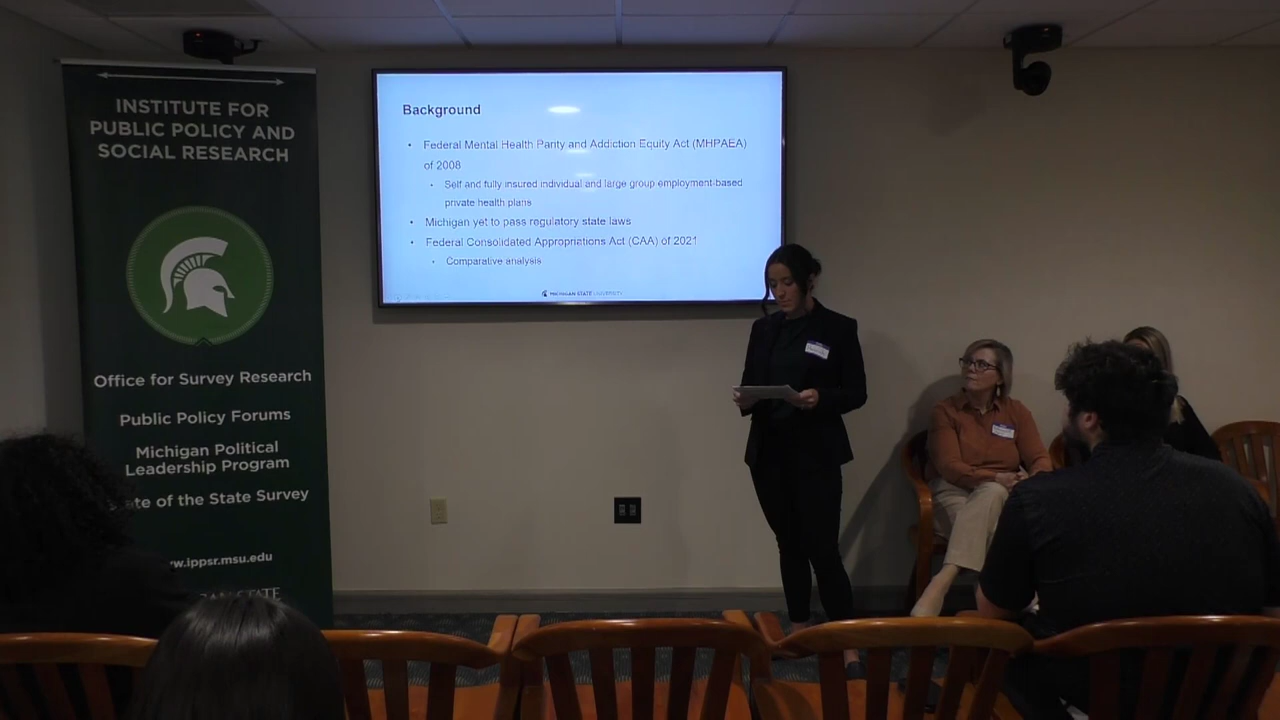 INSTITUTE FOR
PUBLIC POLICY AND
SOCIAL RESEARCH
Office for Survey Research
Public Policy Forums
Michigan Political
Leadership Program
of the State Survey
.ippsr.msu.edu
STATE
Background
• Federal Mental Health Parity and Addiction Equity Act (MHPAEA)
of 2008
• Self and fully insured individual and large group employment-based
private health plans
• Michigan yet to pass regulatory state laws
• Federal Consolidated Appropriations Act (CAA) of 2021
• Comparative analysis
MICHIGAN STATE UNIVERSITY